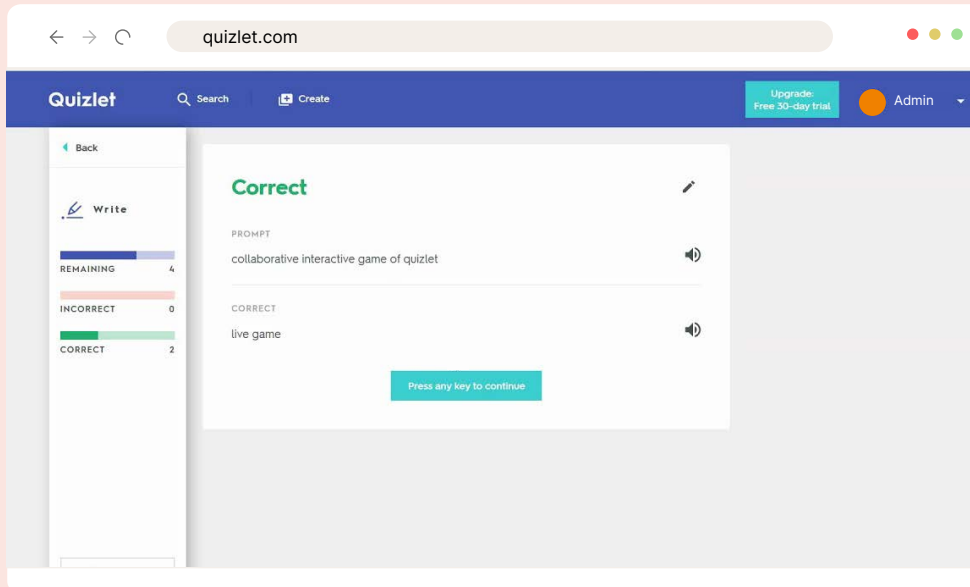 quizlet.com
Quizlet
Search
Create
Upgrade:
Free 30-day trial
Admin
Back
Write
REMAINING 4
INCORRECT 0
CORRECT 2
Correct
PROMPT
collaborative interactive game of quizlet
CORRECT
live game
Press any key to continue